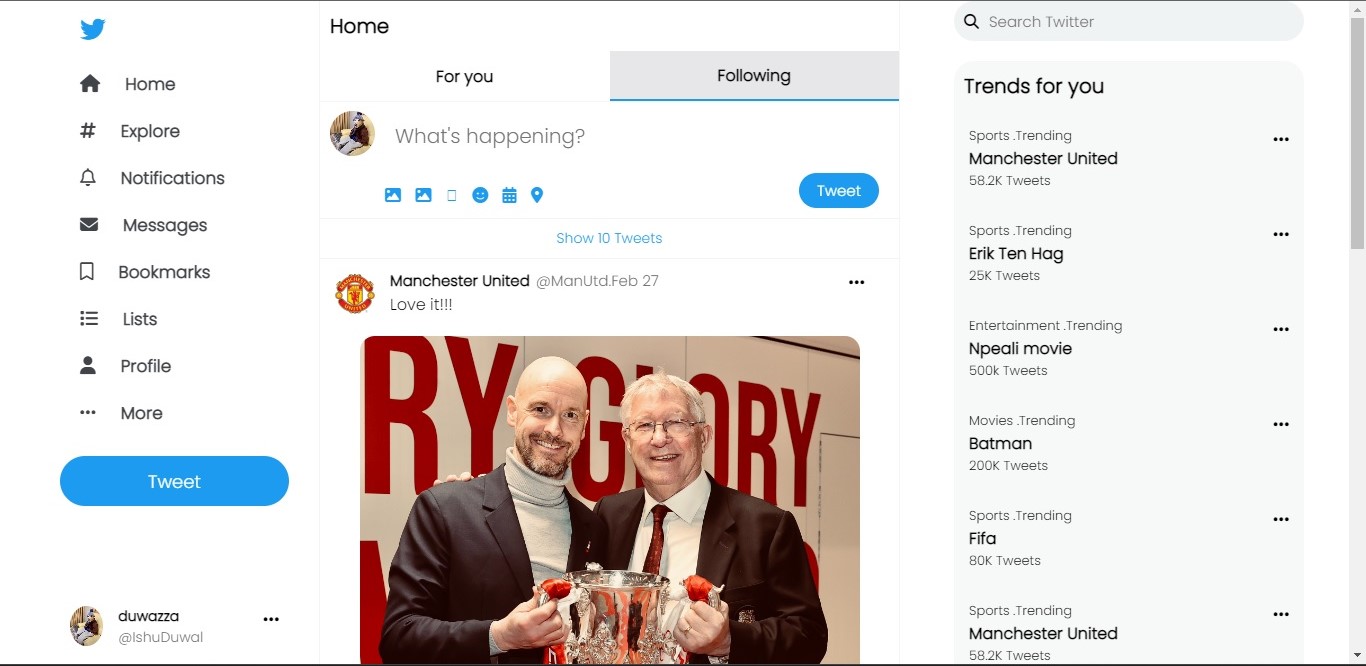 Home
Explore
Notifications
Messages
Bookmarks
Lists
Profile
More
Tweet
duwazza
@IshuDuwal
Home
For you
Following
What's happening?
Tweet
Show 10 Tweets
Manchester United @ManUtd.Feb 27
Love it!!!
RY GLORY
Search Twitter
Trends for you
Sports .Trending
Manchester United
58.2K Tweets
Sports .Trending
Erik Ten Hag
25K Tweets
Entertainment .Trending
Npeali movie
500k Tweets
Movies .Trending
Batman
200K Tweets
Sports .Trending
Fifa
80K Tweets
Sports .Trending
Manchester United
58.2K Tweets